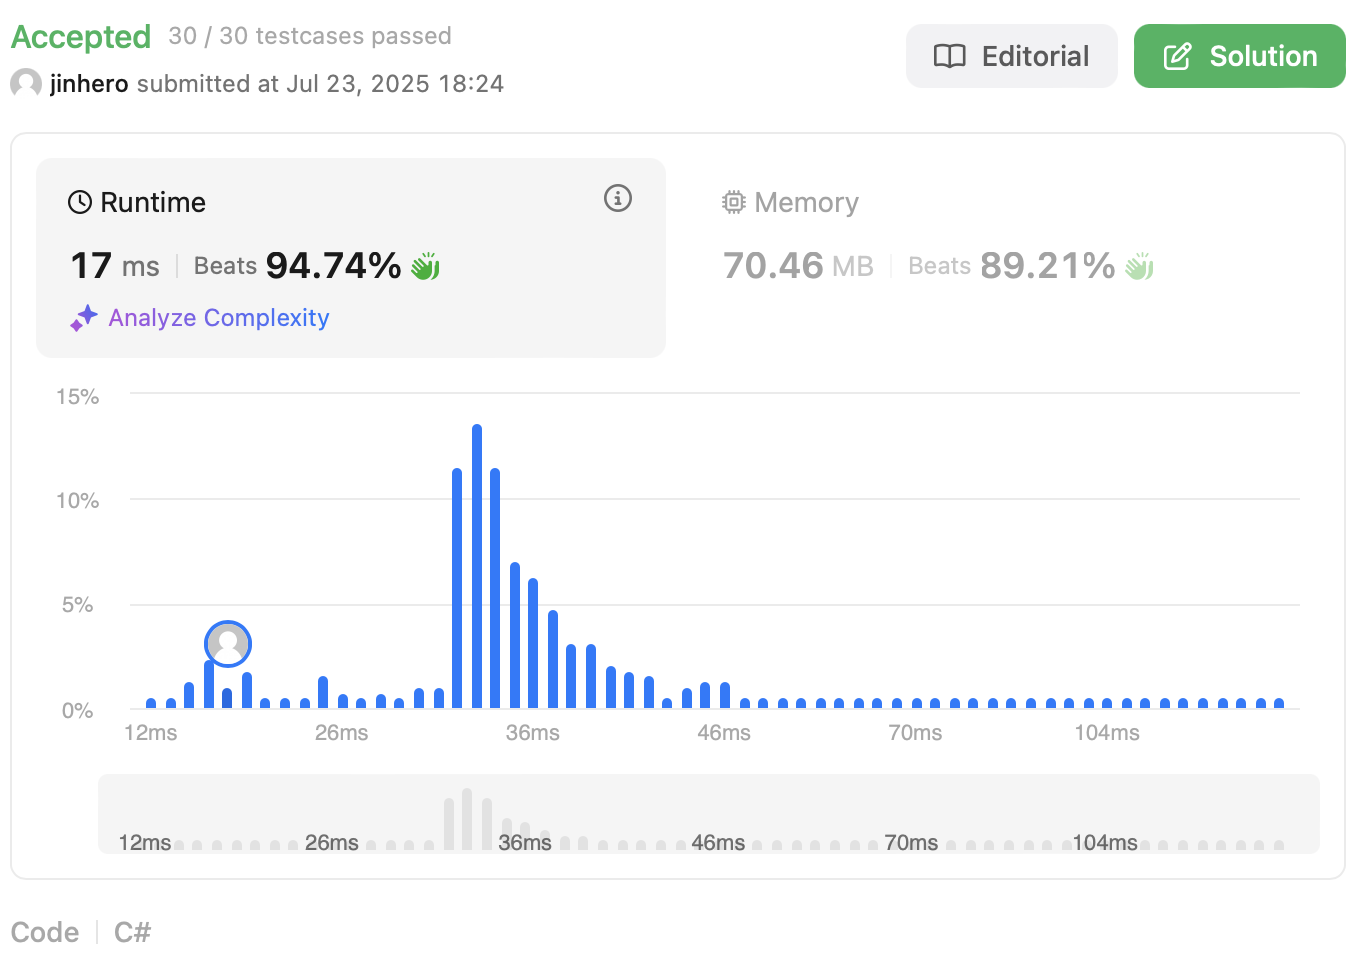 Accepted 30 / 30 testcases passed
jinhero submitted at Jul 23, 2025 18:24
Editorial
Solution
Runtime
17 ms | Beats 94.74%
Analyze Complexity
Memory
70.46 MB | Beats 89.21%
15%
10%
5%
0%
12ms 26ms 36ms 46ms 70ms 104ms
12ms 26ms 36ms 46ms 70ms 104ms
Code | C#